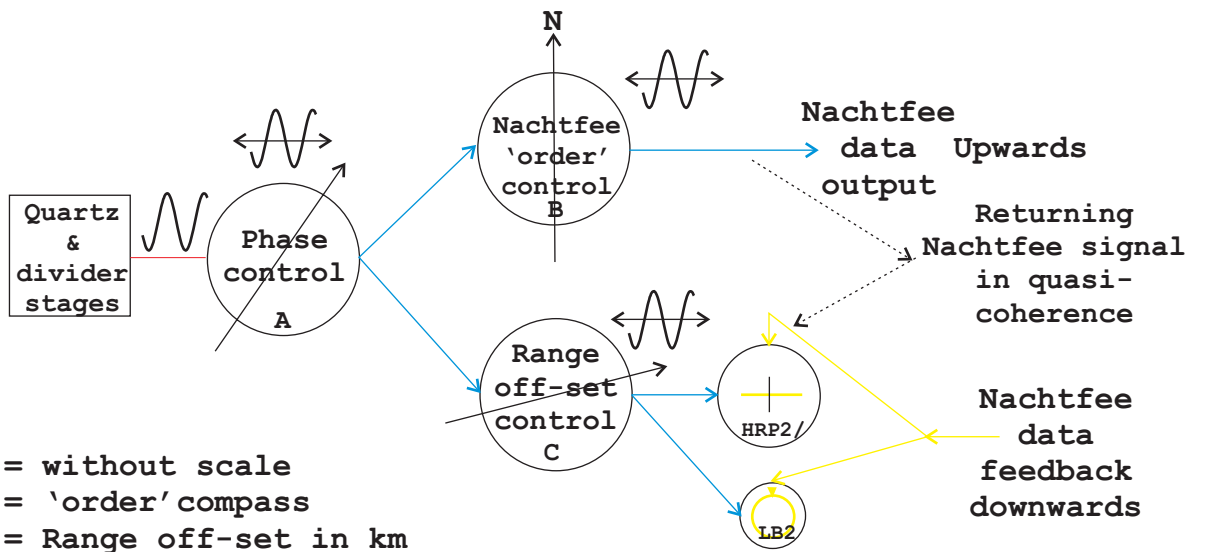 N
Nachtfee
‘order’
control
B
Nachtfee
data Upwards
output
Quartz
&
divider
stages
Phase
control
A
Returning
Nachtfee signal
in quasi-
coherence
Range
off-set
control
C
HRP2/
LB2
Nachtfee
data
feedback
downwards
= without scale
= ‘order’compass
= Range off-set in km